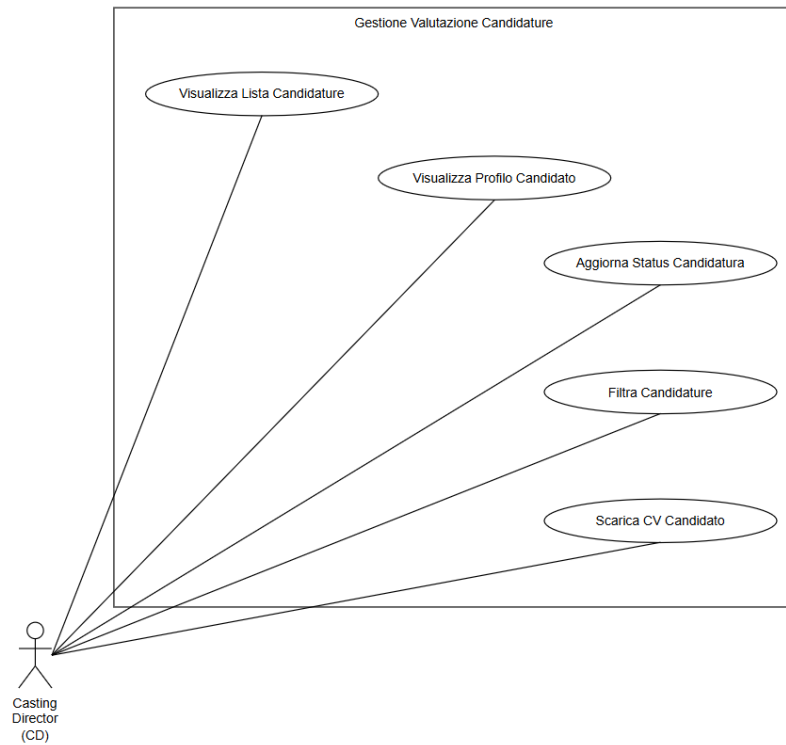 Gestione Valutazione Candidature
Visualizza Lista Candidature
Visualizza Profilo Candidato
Aggiorna Status Candidatura
Filtra Candidature
Scarica CV Candidato
Casting
Director
(CD)